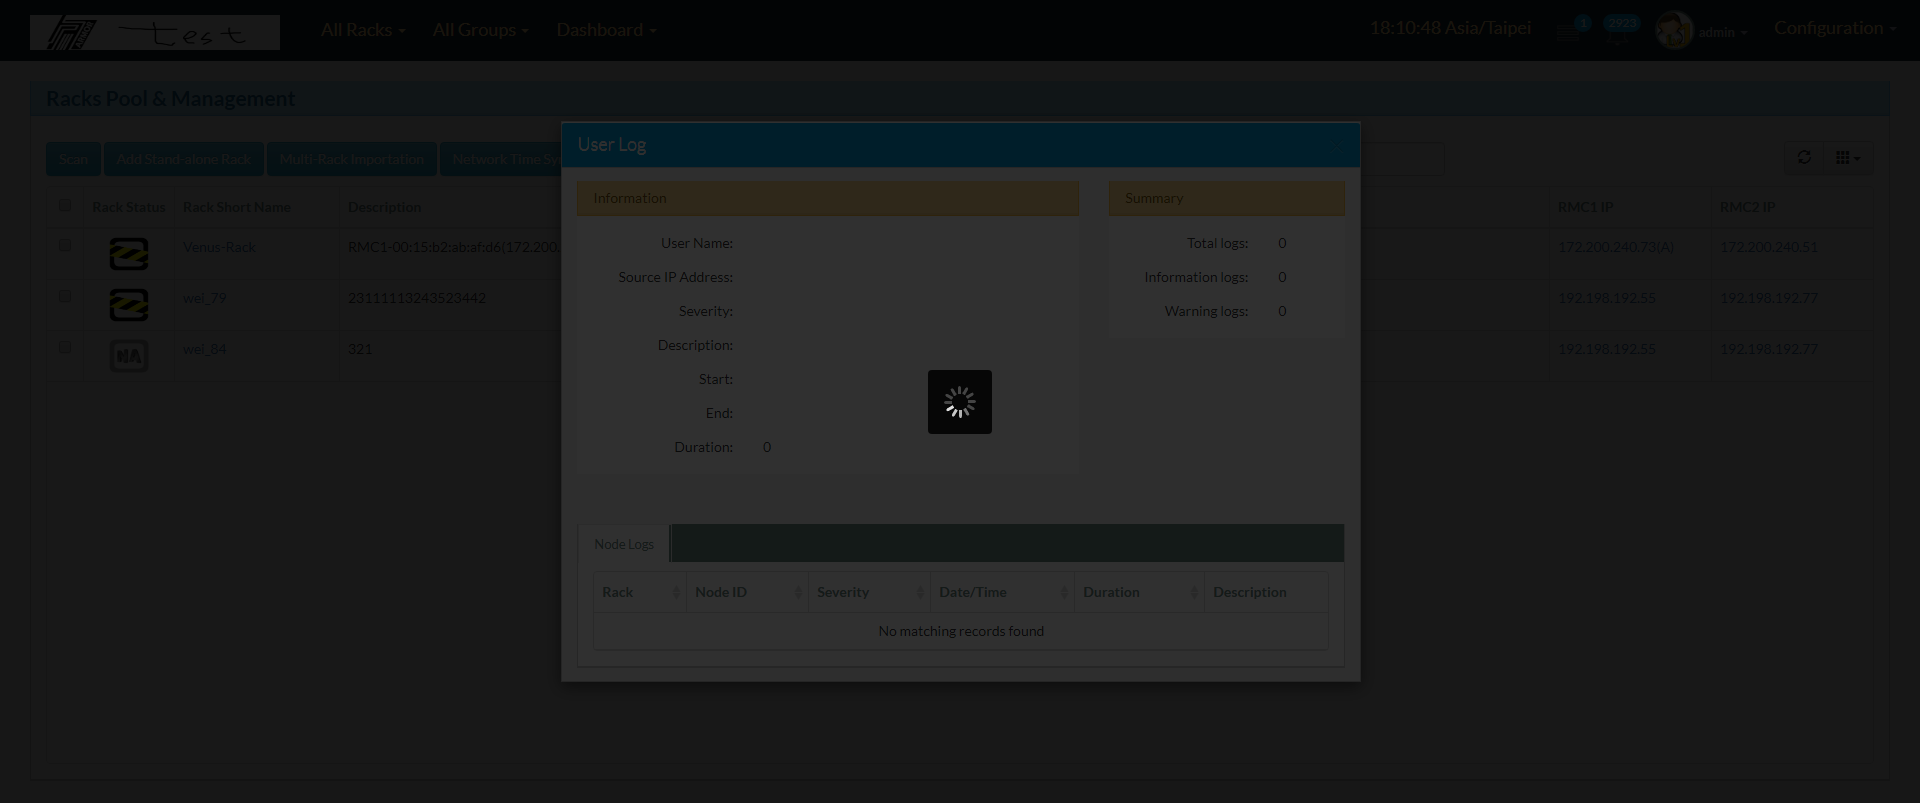 test All Racks All Groups Dashboard 18:10:48 Asia/Taipei 1 2923 admin Configuration
Racks Pool & Management
Scan Add Stand-alone Rack Multi-Rack Importation Network Time
Rack Status Rack Short Name Description RMC1 IP RMC2 IP
Venus-Rack RMC1-00:15:b2:ab:af:d6(172.200. 172.200.240.73(A) 172.200.240.51
wei_79 23111113243523442 192.198.192.55 192.198.192.77
NA wei_84 321 192.198.192.55 192.198.192.77
User Log
Information
User Name:
Source IP Address:
Severity:
Description:
Start:
End:
Duration: 0
Summary
Total logs: 0
Information logs: 0
Warning logs: 0
Node Logs
Rack Node ID Severity Date/Time Duration Description
No matching records found